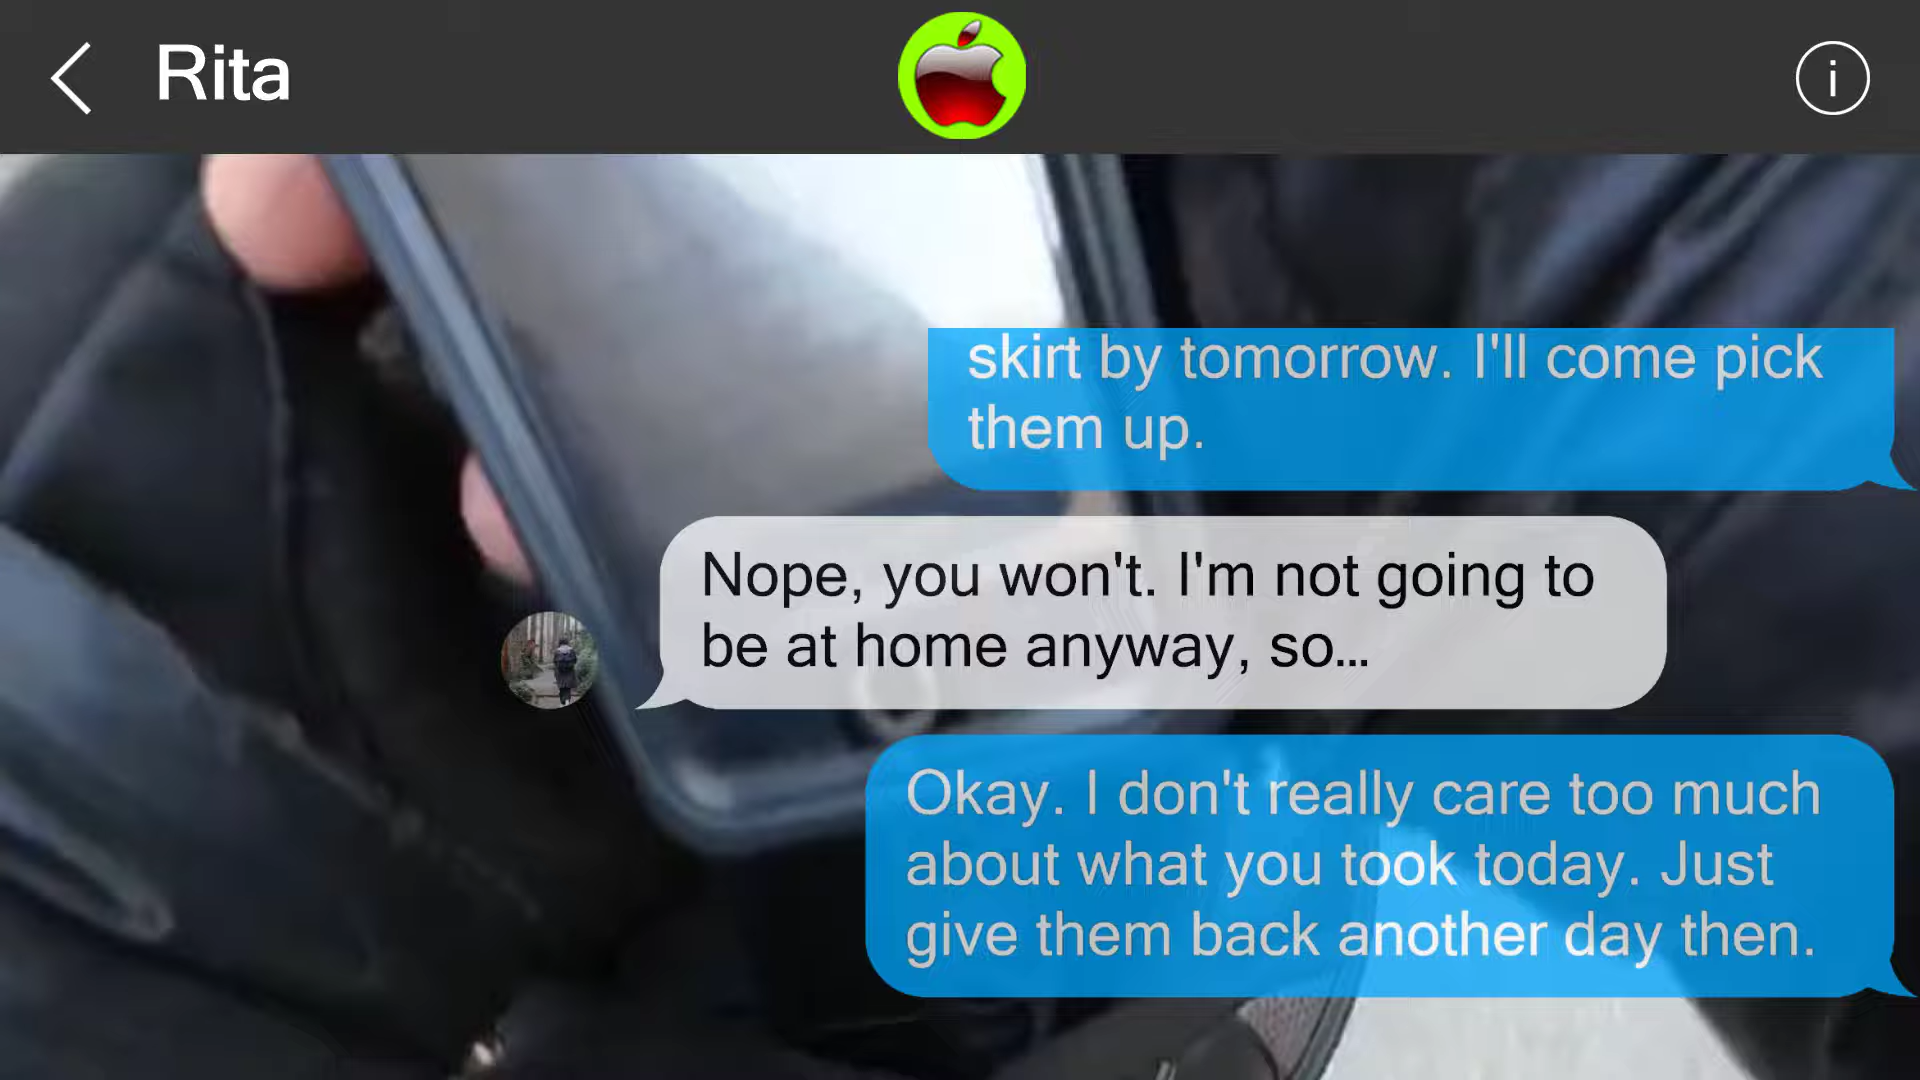 Rita
skirt by tomorrow. I'll come pick
them up.
Nope, you won't. I'm not going to
be at home anyway, so...
Okay. I don't really care too much
about what you took today. Just
give them back another day then.